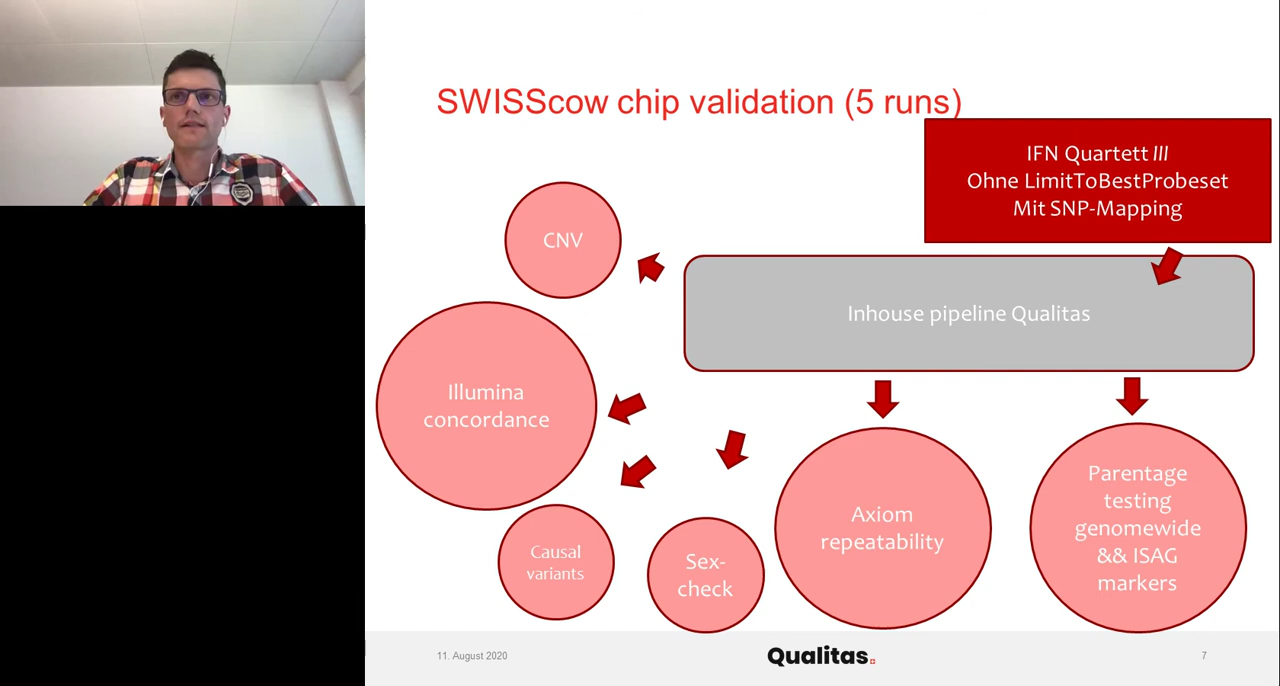 SWISScow chip validation (5 runs)
IFN Quartett III
Ohne LimitToBestProbeset
Mit SNP-Mapping
CNV
Inhouse pipeline Qualitas
Illumina
concordance
Causal
variants
Sex-
check
Axiom
repeatability
Parentage
testing
genomewide
&& ISAG
markers
11. August 2020
Qualitas.
7